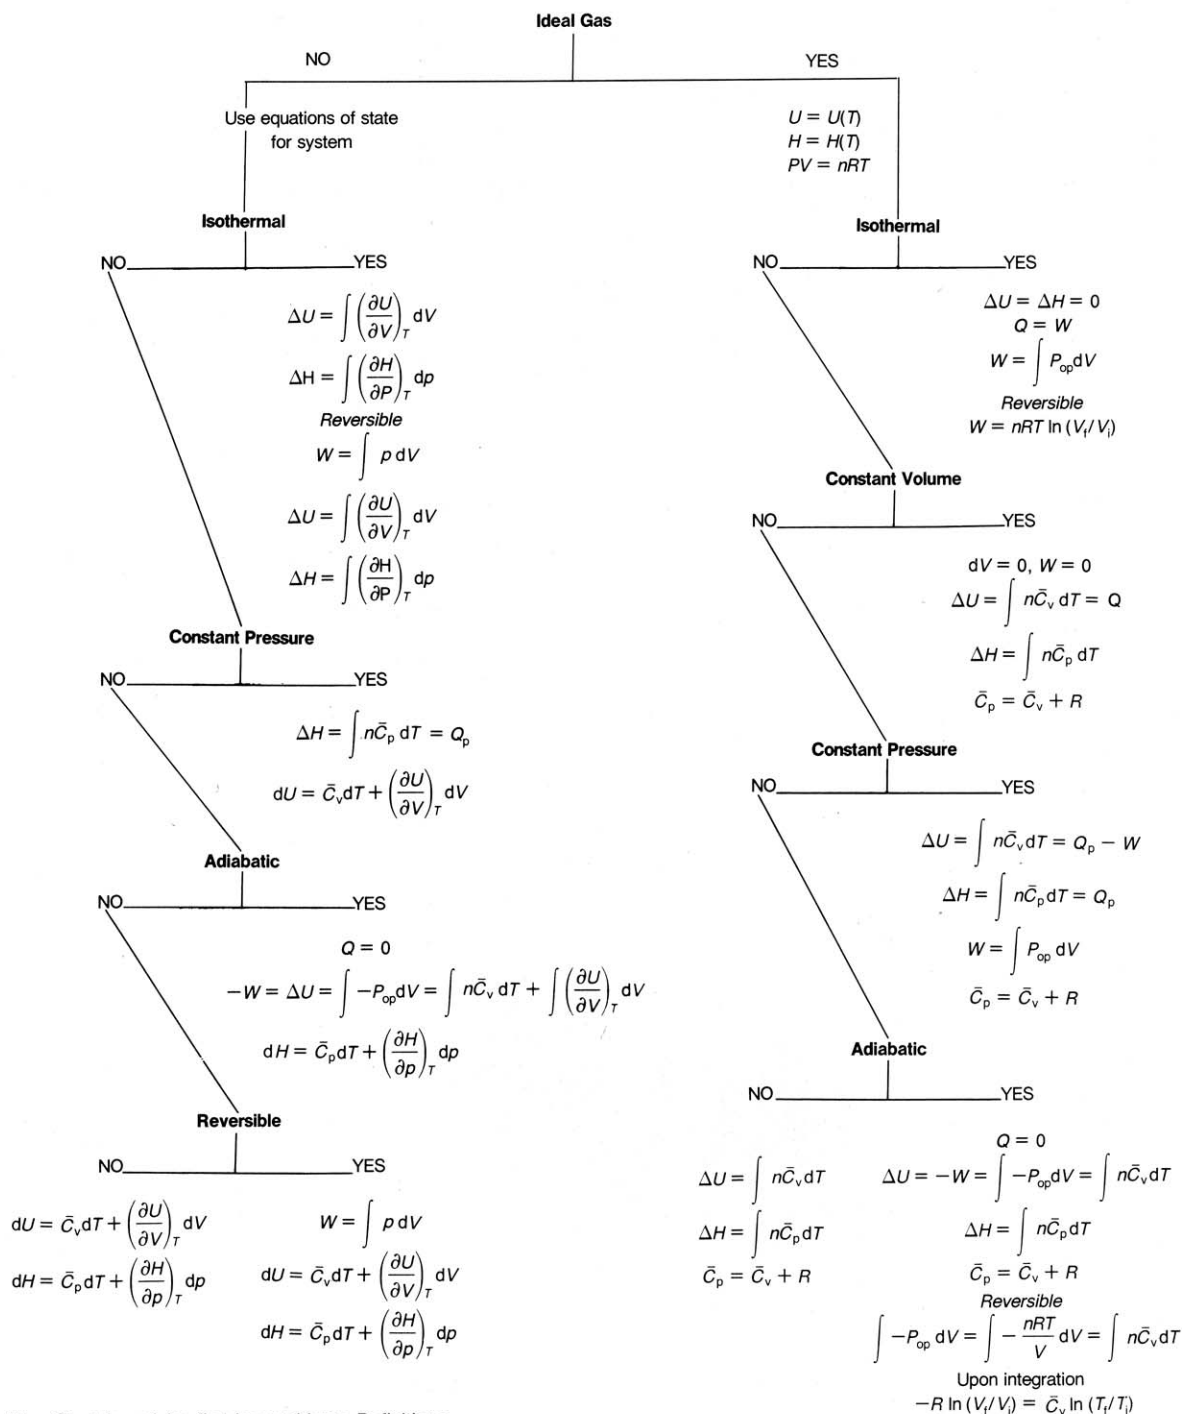 Ideal Gas
NO
YES
Use equations of state
for system
Isothermal
NO
YES
ΔU = ∫ (∂U/∂V)_T dV
ΔH = ∫ (∂H/∂P)_T dp
Reversible
W = ∫ p dV
ΔU = ∫ (∂U/∂V)_T dV
ΔH = ∫ (∂H/∂P)_T dp
Constant Pressure
NO
YES
ΔH = ∫ nC̄_p dT = Q_p
dU = C̄_v dT + (∂U/∂V)_T dV
Adiabatic
NO
YES
Q = 0
−W = ΔU = ∫ −P_op dV = ∫ nC̄_v dT + ∫ (∂U/∂V)_T dV
dH = C̄_p dT + (∂H/∂p)_T dp
Reversible
NO
YES
dU = C̄_v dT + (∂U/∂V)_T dV
dH = C̄_p dT + (∂H/∂p)_T dp
W = ∫ p dV
dU = C̄_v dT + (∂U/∂V)_T dV
dH = C̄_p dT + (∂H/∂p)_T dp
U = U(T)
H = H(T)
PV = nRT
Isothermal
NO
YES
ΔU = ΔH = 0
Q = W
W = ∫ P_op dV
Reversible
W = nRT ln (V_f/V_i)
Constant Volume
NO
YES
dV = 0, W = 0
ΔU = ∫ nC̄_v dT = Q
ΔH = ∫ nC̄_p dT
C̄_p = C̄_v + R
Constant Pressure
NO
YES
ΔU = ∫ nC̄_v dT = Q_p − W
ΔH = ∫ nC̄_p dT = Q_p
W = ∫ P_op dV
C̄_p = C̄_v + R
Adiabatic
NO
YES
ΔU = ∫ nC̄_v dT
ΔH = ∫ nC̄_p dT
C̄_p = C̄_v + R
Q = 0
ΔU = −W = ∫ −P_op dV = ∫ nC̄_v dT
ΔH = ∫ nC̄_p dT
C̄_p = C̄_v + R
Reversible
∫ −P_op dV = ∫ − nRT/V dV = ∫ nC̄_v dT
Upon integration
−R ln (V_f/V_i) = C̄_v ln (T_f/T_i)